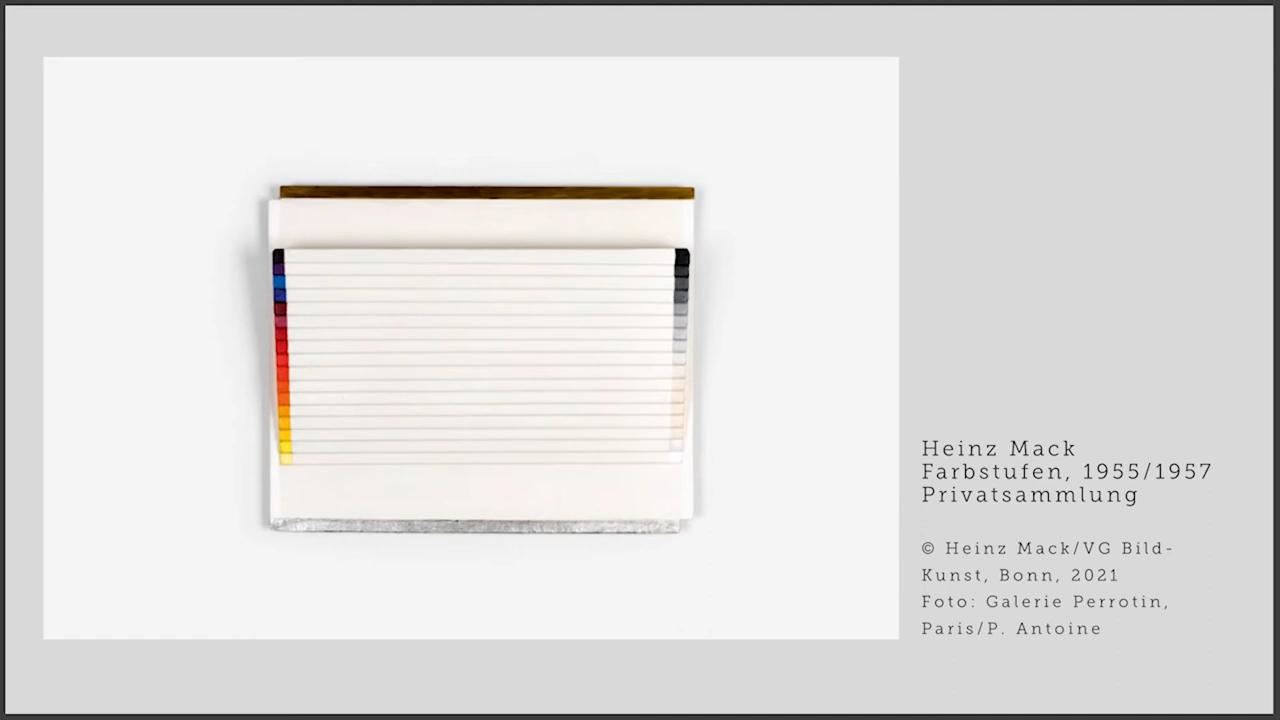 Heinz Mack
Farbstufen, 1955/1957
Privatsammlung
© Heinz Mack/VG Bild-
Kunst, Bonn, 2021
Foto: Galerie Perrotin,
Paris/P. Antoine